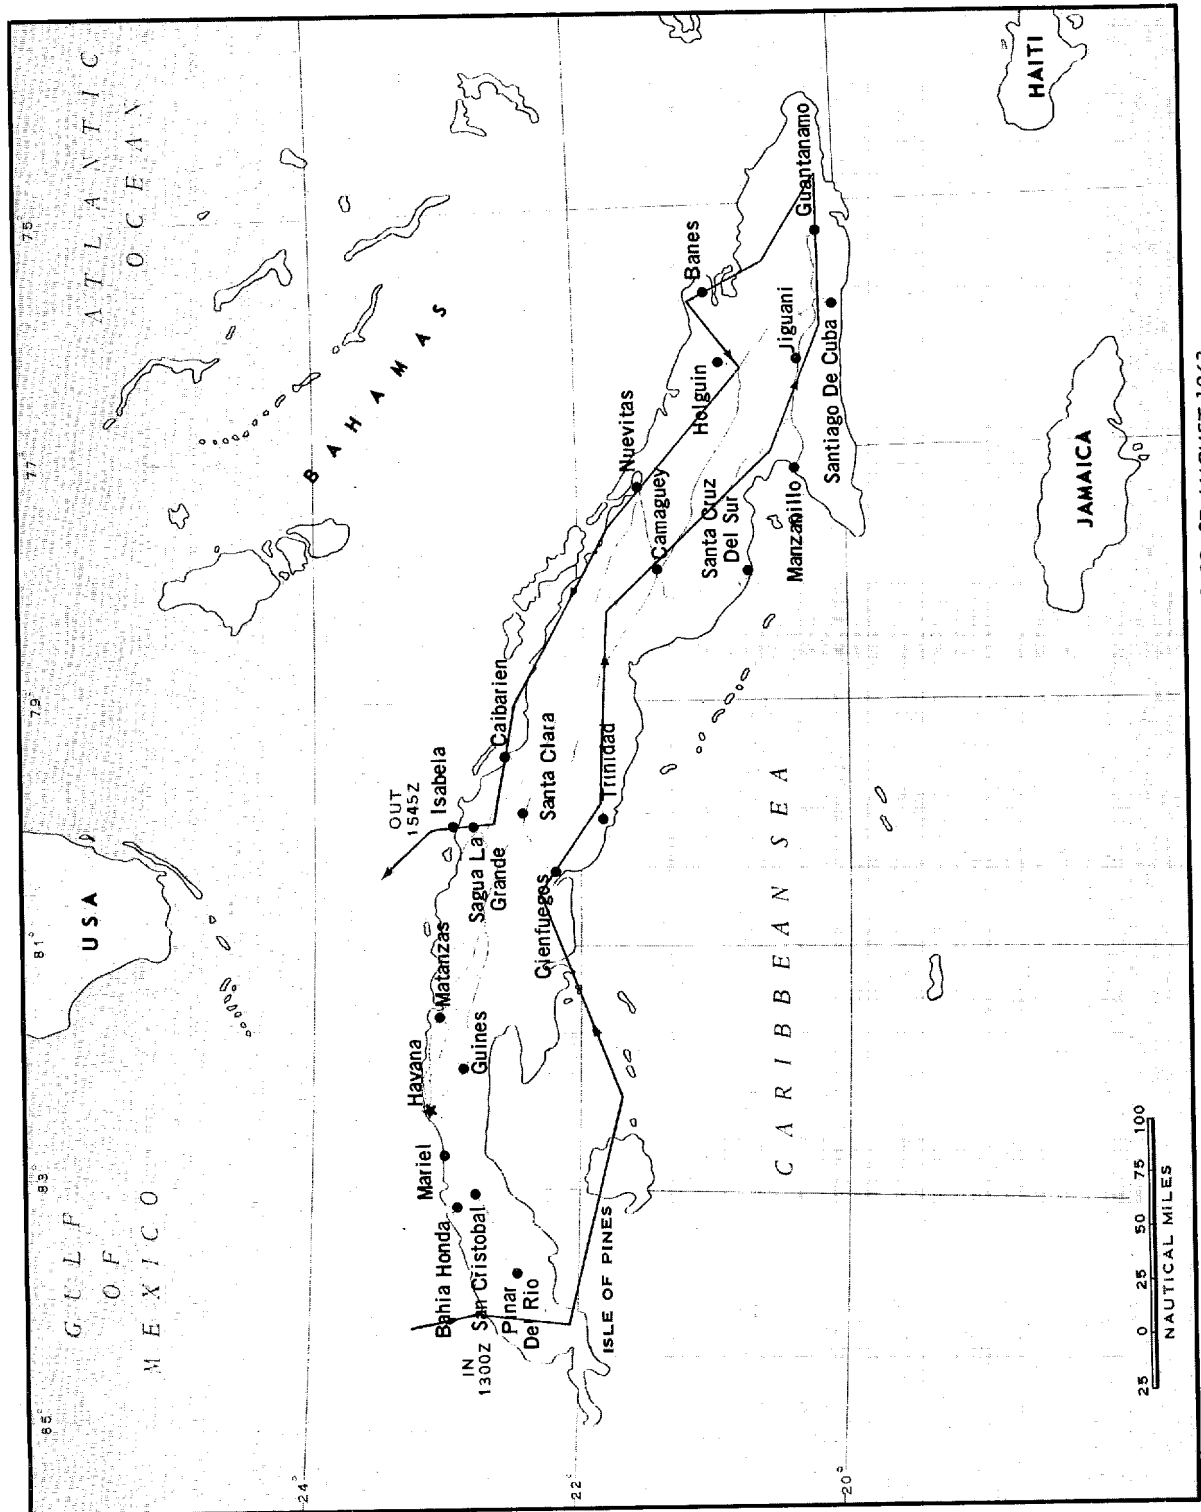 85°
83°
81°
79°
77
75°
GULF
OF
MEXICO
USA
ATLANTIC
OCEAN
BAHAMAS
24°
22°
20°
IN
1300Z
OUT
1545Z
Bahia Honda
San Cristobal
Pinar
Del Rio
Mariel
Havana
Guines
Matanzas
Isabela
Sagua La
Grande
Santa Clara
Caibarien
Cienfuegos
Trinidad
ISLE OF PINES
Nuevitas
Camaguey
Santa Cruz
Del Sur
Manzanillo
Holguin
Banes
Jiguani
Santiago De Cuba
Guantanamo
CARIBBEAN SEA
JAMAICA
HAITI
25 0 25 50 75 100
NAUTICAL MILES